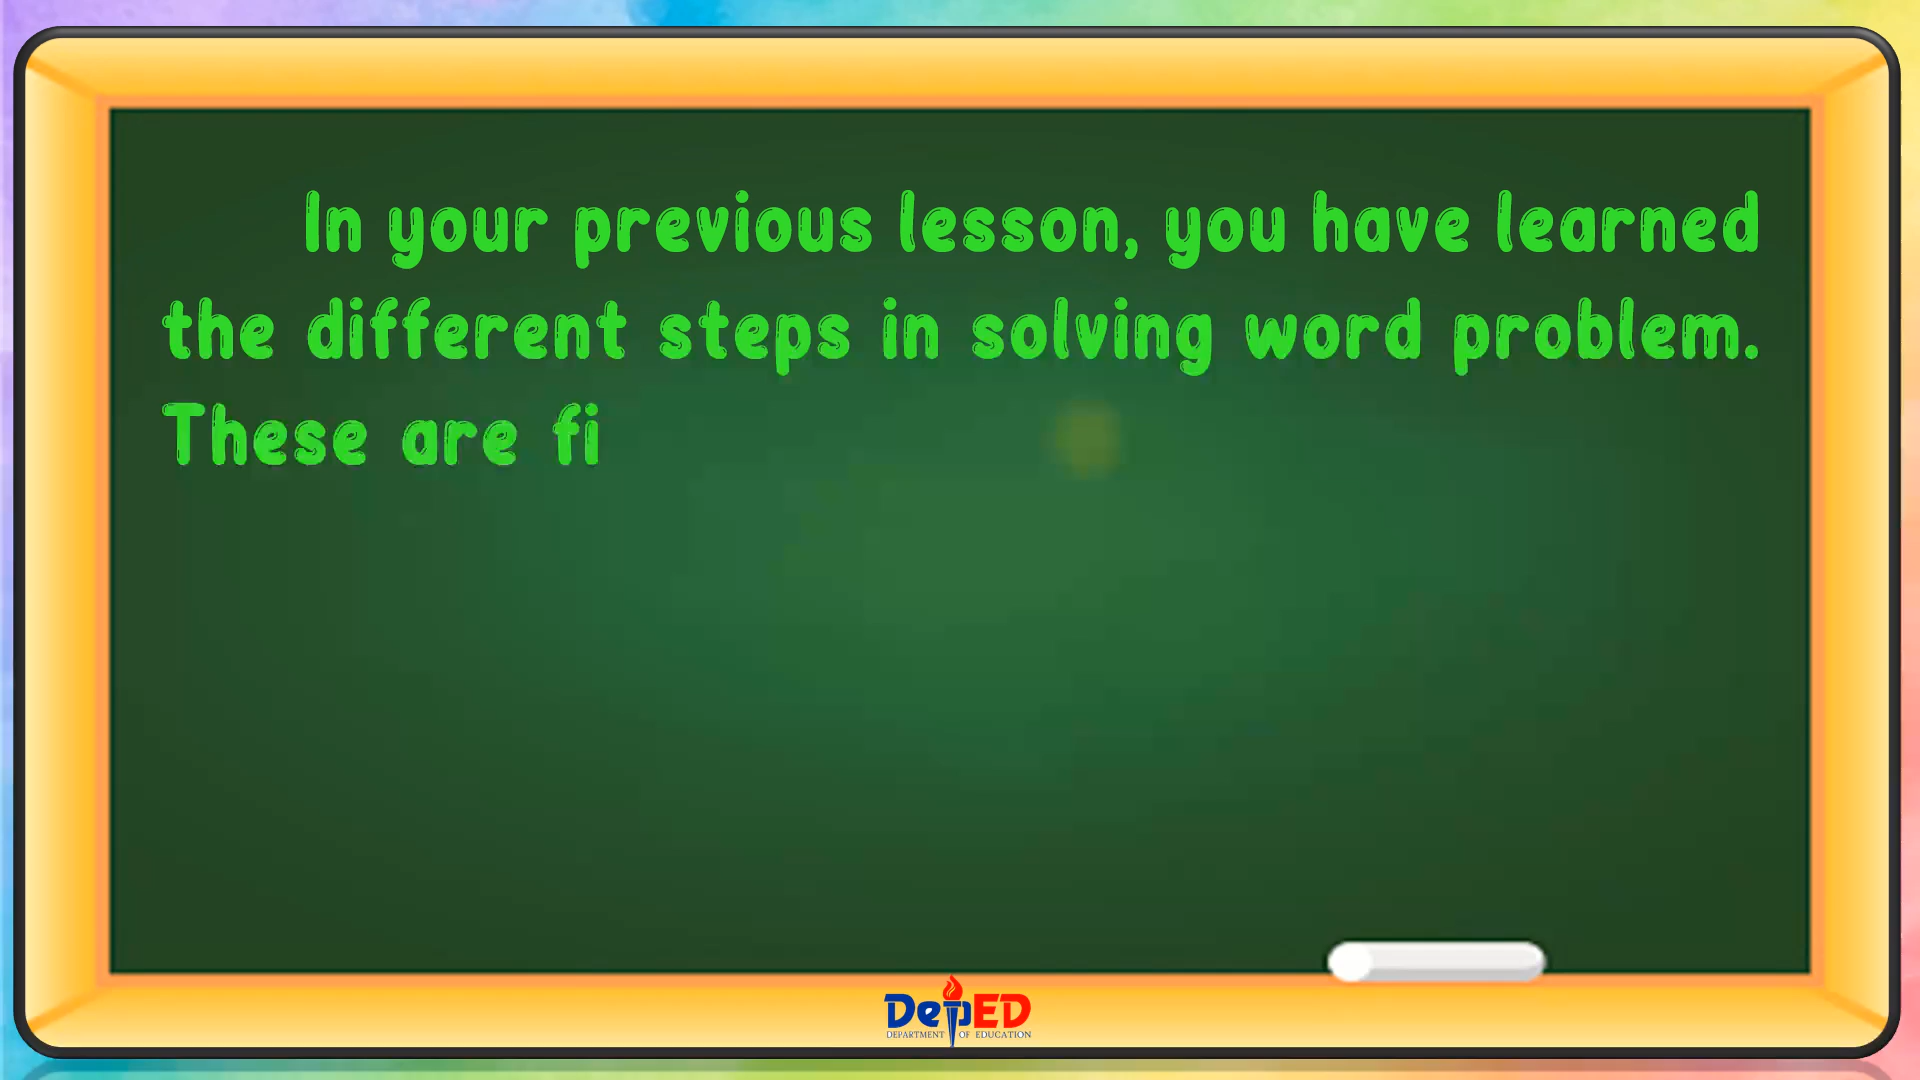 In your previous lesson, you have learned
the different steps in solving word problem.
These are fi
DepED
DEPARTMENT OF EDUCATION